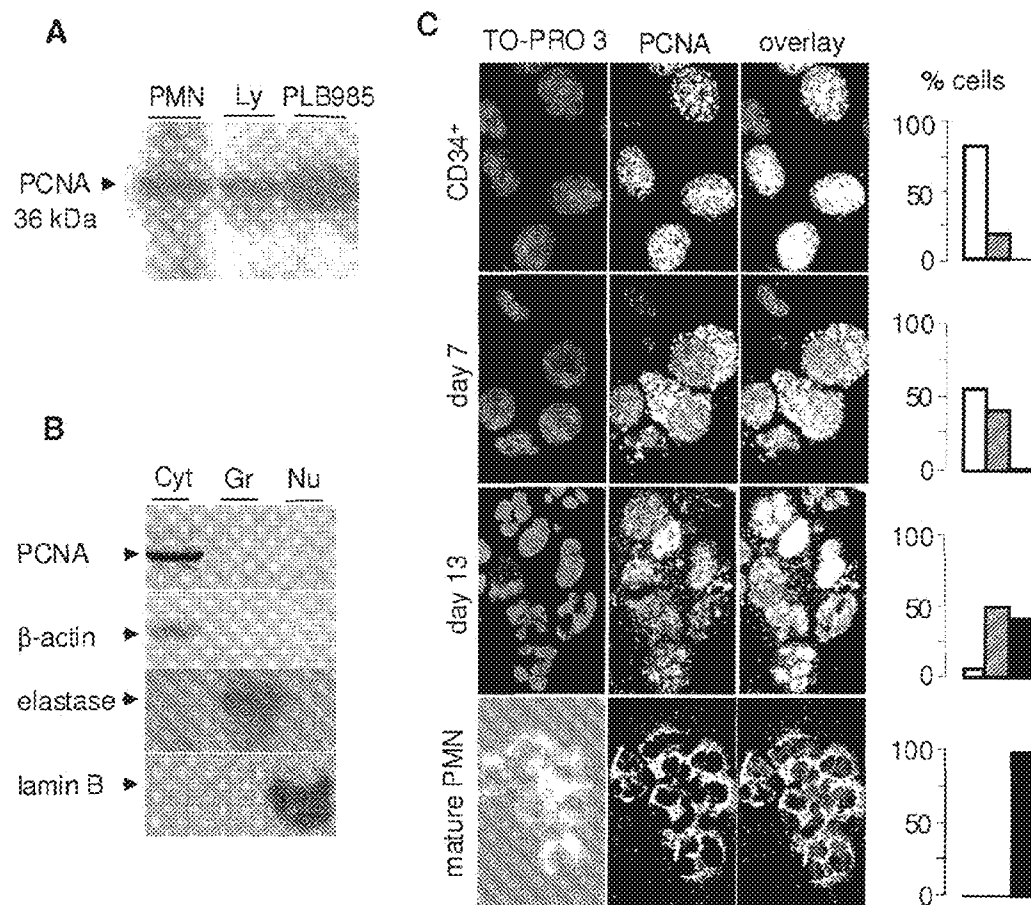 A
PMN Ly PLB985
PCNA
36 kDa
B
Cyt Gr Nu
PCNA
β-actin
elastase
lamin B
C
TO-PRO 3 PCNA overlay
% cells
CD34+
100
50
0
day 7
100
50
0
day 13
100
50
0
mature PMN
100
50
0